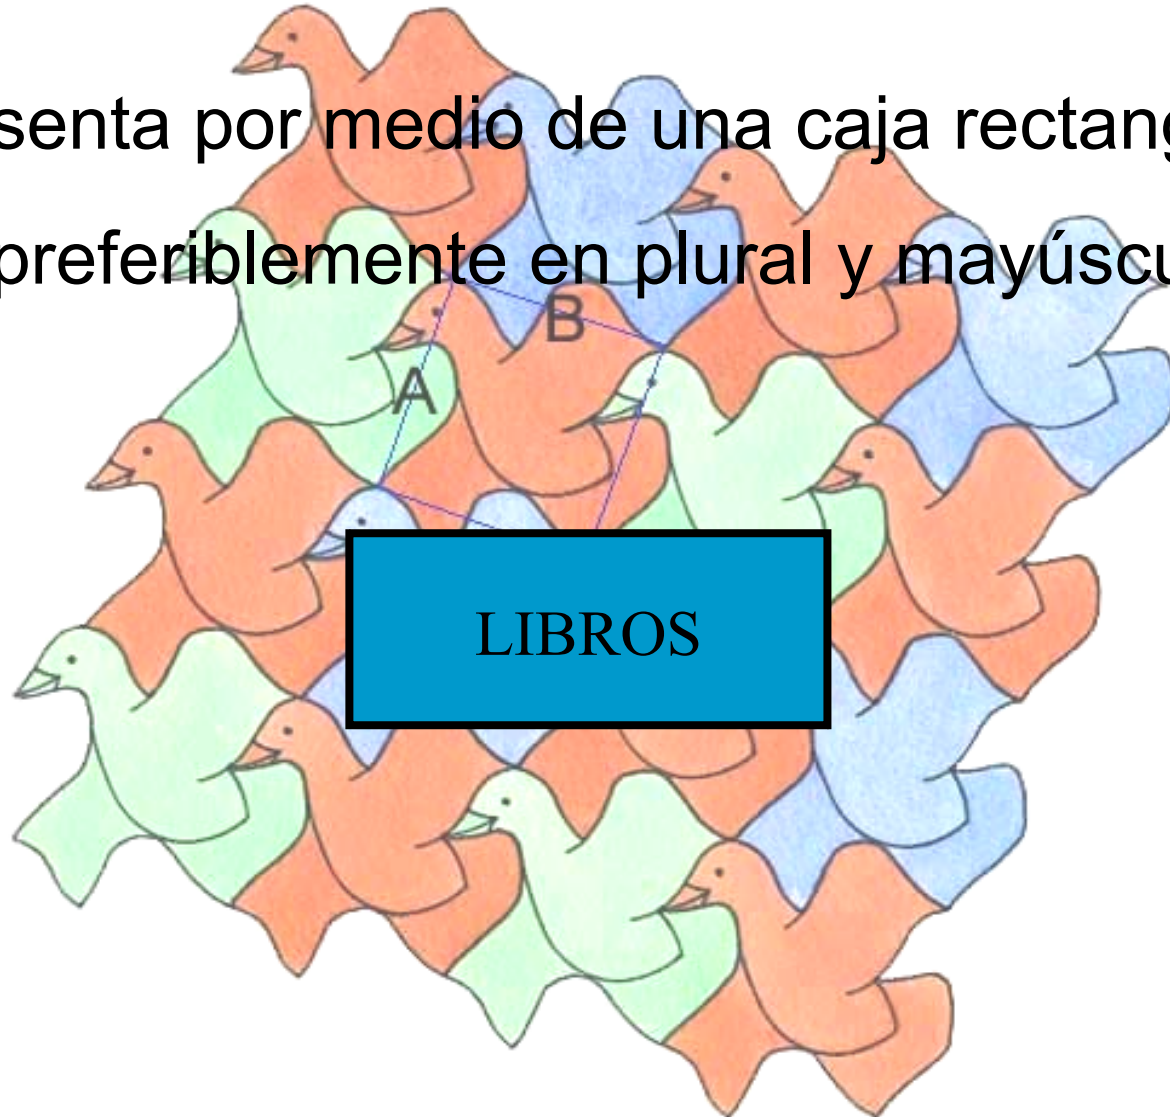 senta por medio de una caja rectang
preferiblemente en plural y mayúscu
B
A
LIBROS